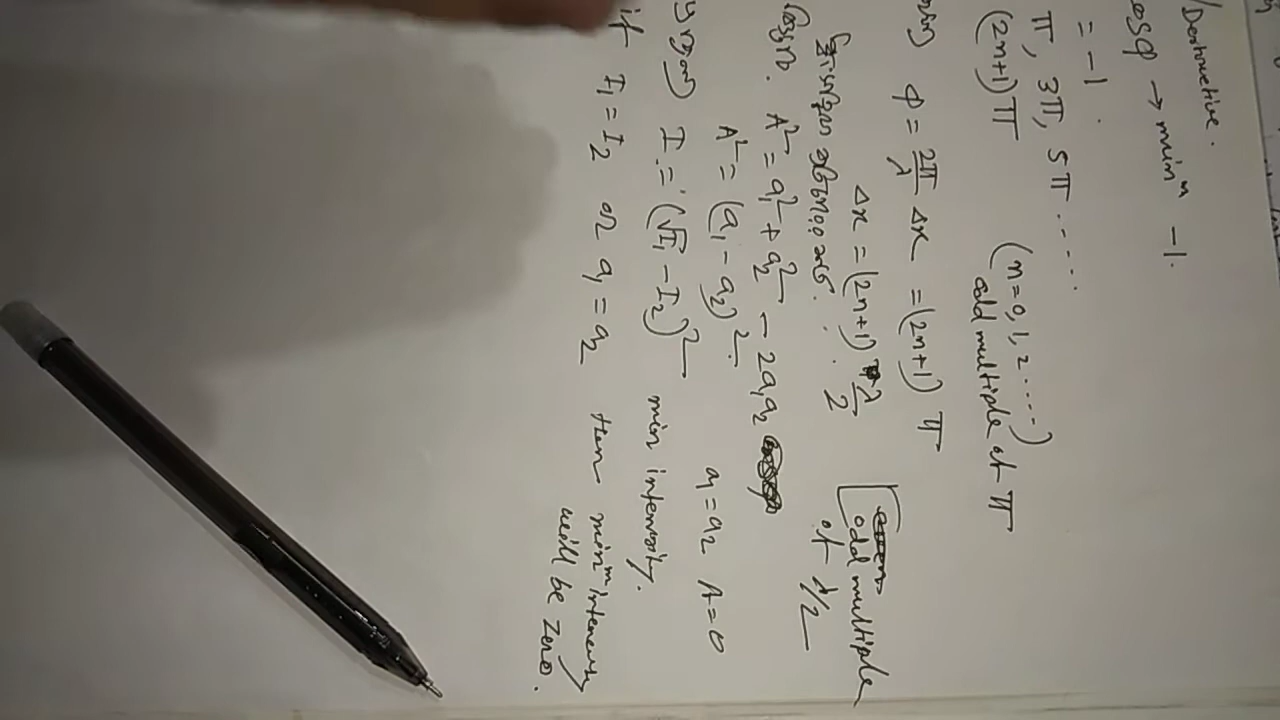 /Destructive.
cosφ → minᵐ -1.
= -1.
π, 3π, 5π.....
(2n+1)π (n=0,1,2....)
odd multiple of π
φ = 2π/λ Δx = (2n+1) π
Δx = (2n+1) λ/2
odd multiple
of λ/2
A² = a₁² + a₂² - 2a₁a₂
A² = (a₁ - a₂)². a₁ = a₂ A = 0
I = (√I₁ - I₂)² min intensity.
if I₁ = I₂ or a₁ = a₂ then minᵐ intensity
will be zero.